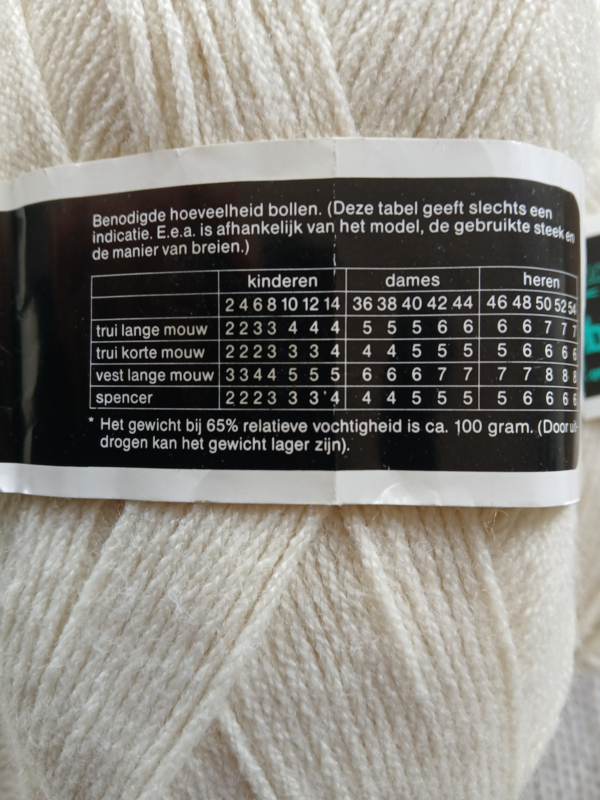 Benodigde hoeveelheid bollen. (Deze tabel geeft slechts een
indicatie. E.e.a. is afhankelijk van het model, de gebruikte steek en
de manier van breien.)
kinderen dames heren
2 4 6 8 10 12 14 36 38 40 42 44 46 48 50 52 54
trui lange mouw 2 2 3 3 4 4 4 5 5 5 6 6 6 6 7 7 7
trui korte mouw 2 2 2 3 3 3 4 4 4 5 5 5 5 6 6 6 6
vest lange mouw 3 3 4 4 5 5 5 6 6 6 7 7 7 7 8 8 8
spencer 2 2 2 3 3 3 4 4 4 5 5 5 5 6 6 6 6
* Het gewicht bij 65% relatieve vochtigheid is ca. 100 gram. (Door uit-
drogen kan het gewicht lager zijn).